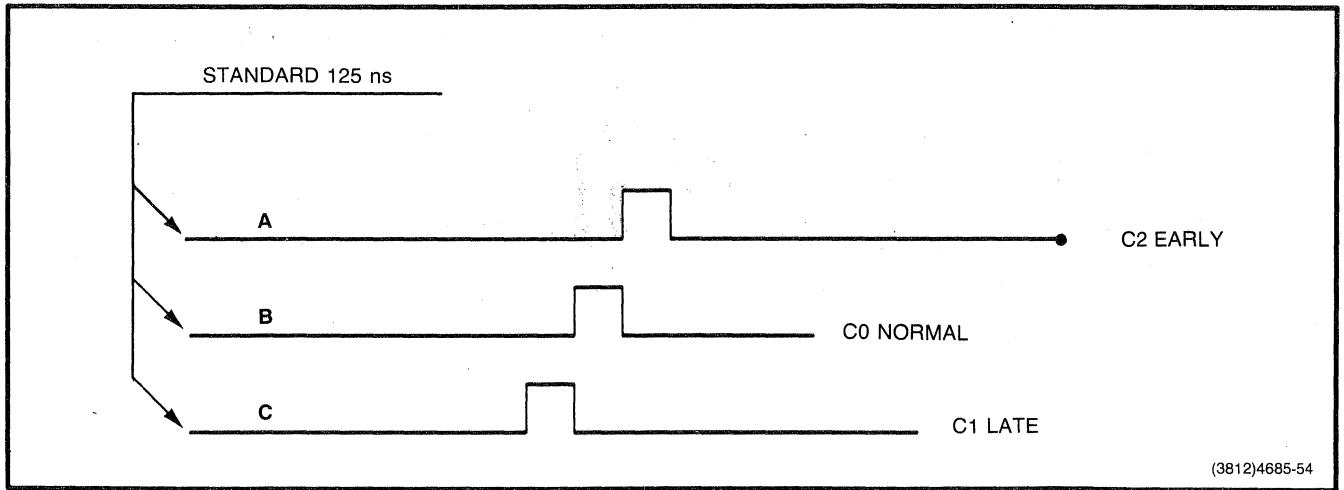 STANDARD 125 ns
A
C2 EARLY
B
C0 NORMAL
C
C1 LATE
(3812)4685-54